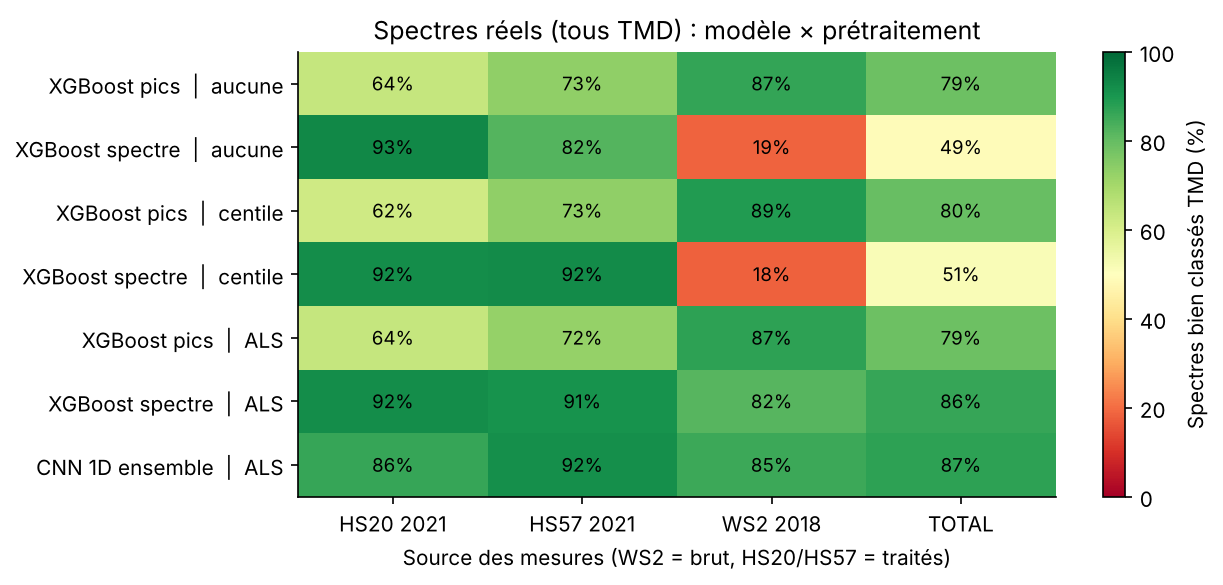 Spectres réels (tous TMD) : modèle × prétraitement
XGBoost pics | aucune 64% 73% 87% 79%
XGBoost spectre | aucune 93% 82% 19% 49%
XGBoost pics | centile 62% 73% 89% 80%
XGBoost spectre | centile 92% 92% 18% 51%
XGBoost pics | ALS 64% 72% 87% 79%
XGBoost spectre | ALS 92% 91% 82% 86%
CNN 1D ensemble | ALS 86% 92% 85% 87%
HS20 2021 HS57 2021 WS2 2018 TOTAL
Source des mesures (WS2 = brut, HS20/HS57 = traités)
100
80
60
40
20
0
Spectres bien classés TMD (%)